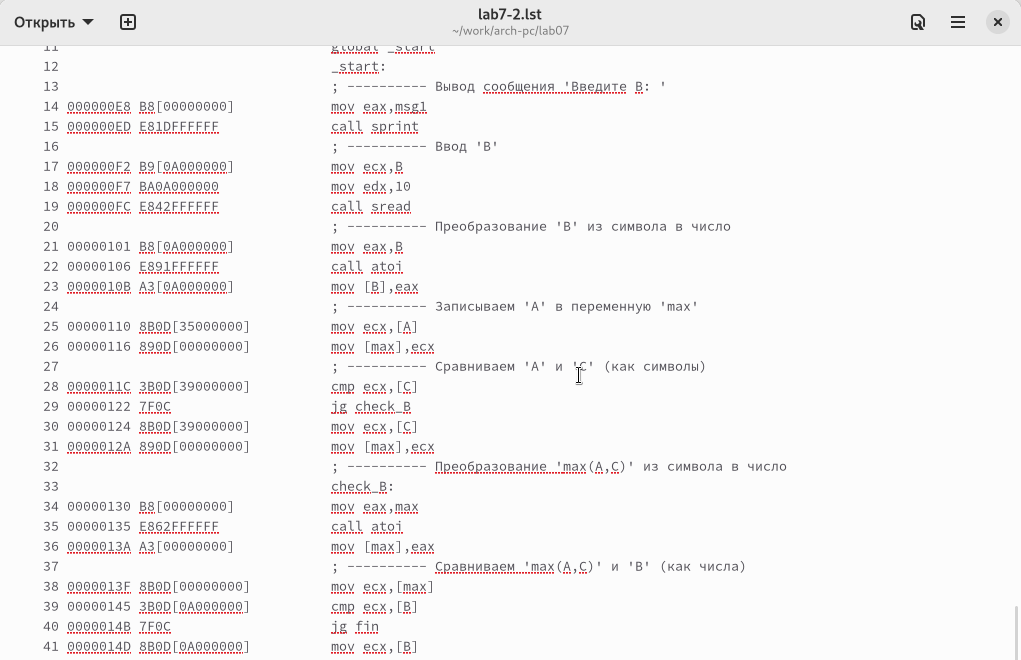 Открыть
lab7-2.lst
~/work/arch-pc/lab07
11 global _start
12 _start:
13 ; ---------- Вывод сообщения 'Введите B: '
14 000000E8 B8[00000000] mov eax,msg1
15 000000ED E81DFFFFFF call sprint
16 ; ---------- Ввод 'B'
17 000000F2 B9[0A000000] mov ecx,B
18 000000F7 BA0A000000 mov edx,10
19 000000FC E842FFFFFF call sread
20 ; ---------- Преобразование 'B' из символа в число
21 00000101 B8[0A000000] mov eax,B
22 00000106 E891FFFFFF call atoi
23 0000010B A3[0A000000] mov [B],eax
24 ; ---------- Записываем 'A' в переменную 'max'
25 00000110 8B0D[35000000] mov ecx,[A]
26 00000116 890D[00000000] mov [max],ecx
27 ; ---------- Сравниваем 'A' и 'C' (как символы)
28 0000011C 3B0D[39000000] cmp ecx,[C]
29 00000122 7F0C jg check_B
30 00000124 8B0D[39000000] mov ecx,[C]
31 0000012A 890D[00000000] mov [max],ecx
32 ; ---------- Преобразование 'max(A,C)' из символа в число
33 check_B:
34 00000130 B8[00000000] mov eax,max
35 00000135 E862FFFFFF call atoi
36 0000013A A3[00000000] mov [max],eax
37 ; ---------- Сравниваем 'max(A,C)' и 'B' (как числа)
38 0000013F 8B0D[00000000] mov ecx,[max]
39 00000145 3B0D[0A000000] cmp ecx,[B]
40 0000014B 7F0C jg fin
41 0000014D 8B0D[0A000000] mov ecx,[B]